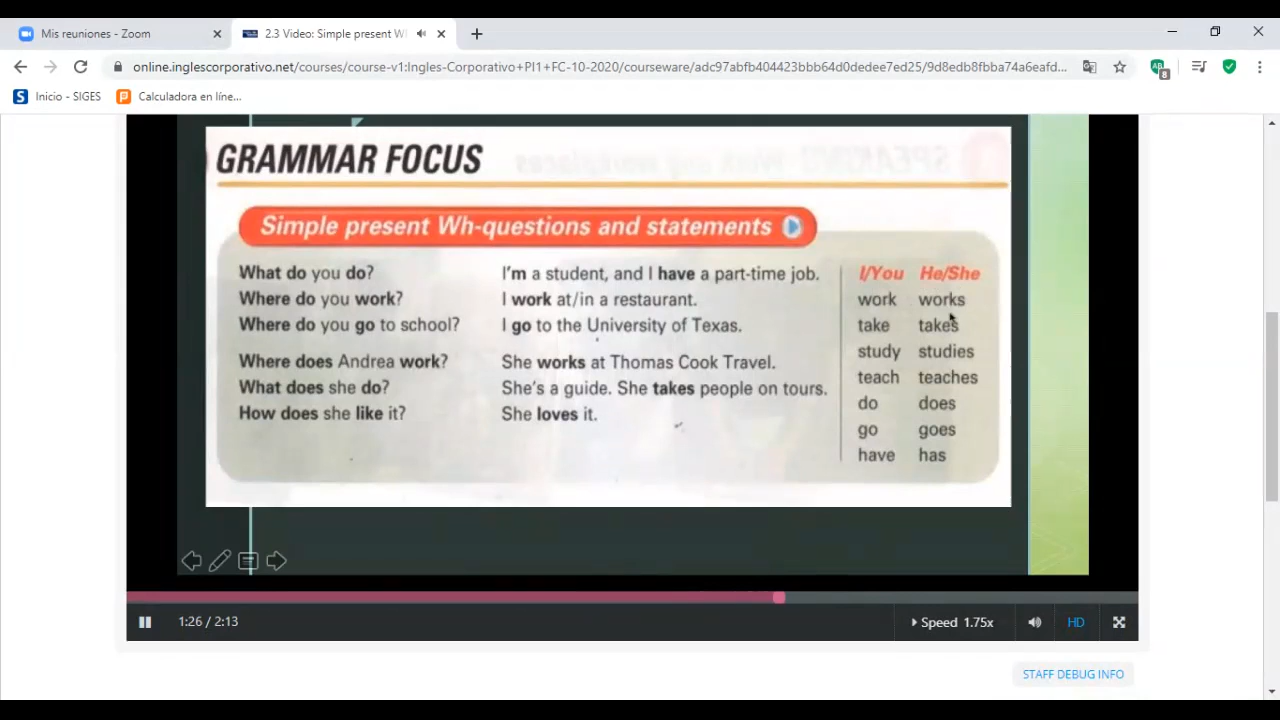 Mis reuniones - Zoom
2.3 Video: Simple present Wh
online.inglescorporativo.net/courses/course-v1:Ingles-Corporativo+PI1+FC-10-2020/courseware/adc97abfb404423bbb64d0dedee7ed25/9d8edb8fbba74a6eafd...
8
Inicio - SIGES
Calculadora en líne...
GRAMMAR FOCUS
Simple present Wh-questions and statements
What do you do? I'm a student, and I have a part-time job. I/You He/She
Where do you work? I work at/in a restaurant. work works
Where do you go to school? I go to the University of Texas. take takes
study studies
Where does Andrea work? She works at Thomas Cook Travel.
teach teaches
What does she do? She's a guide. She takes people on tours.
do does
How does she like it? She loves it.
go goes
have has
1:26 / 2:13
Speed 1.75x
HD
STAFF DEBUG INFO